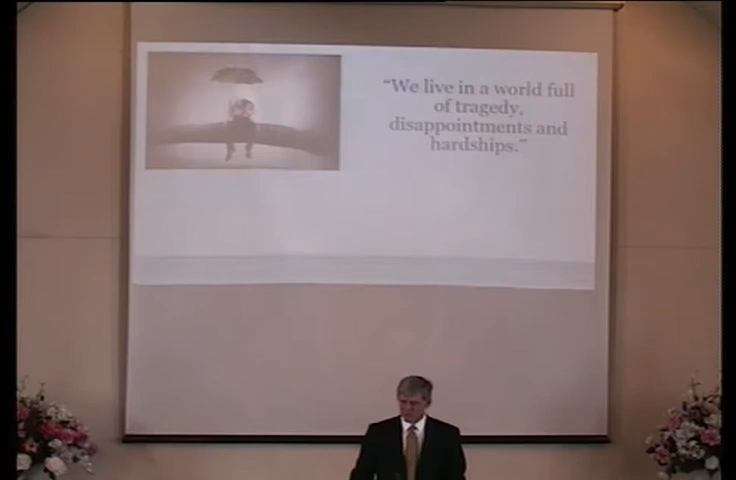 “We live in a world full
of tragedy,
disappointments and
hardships.”